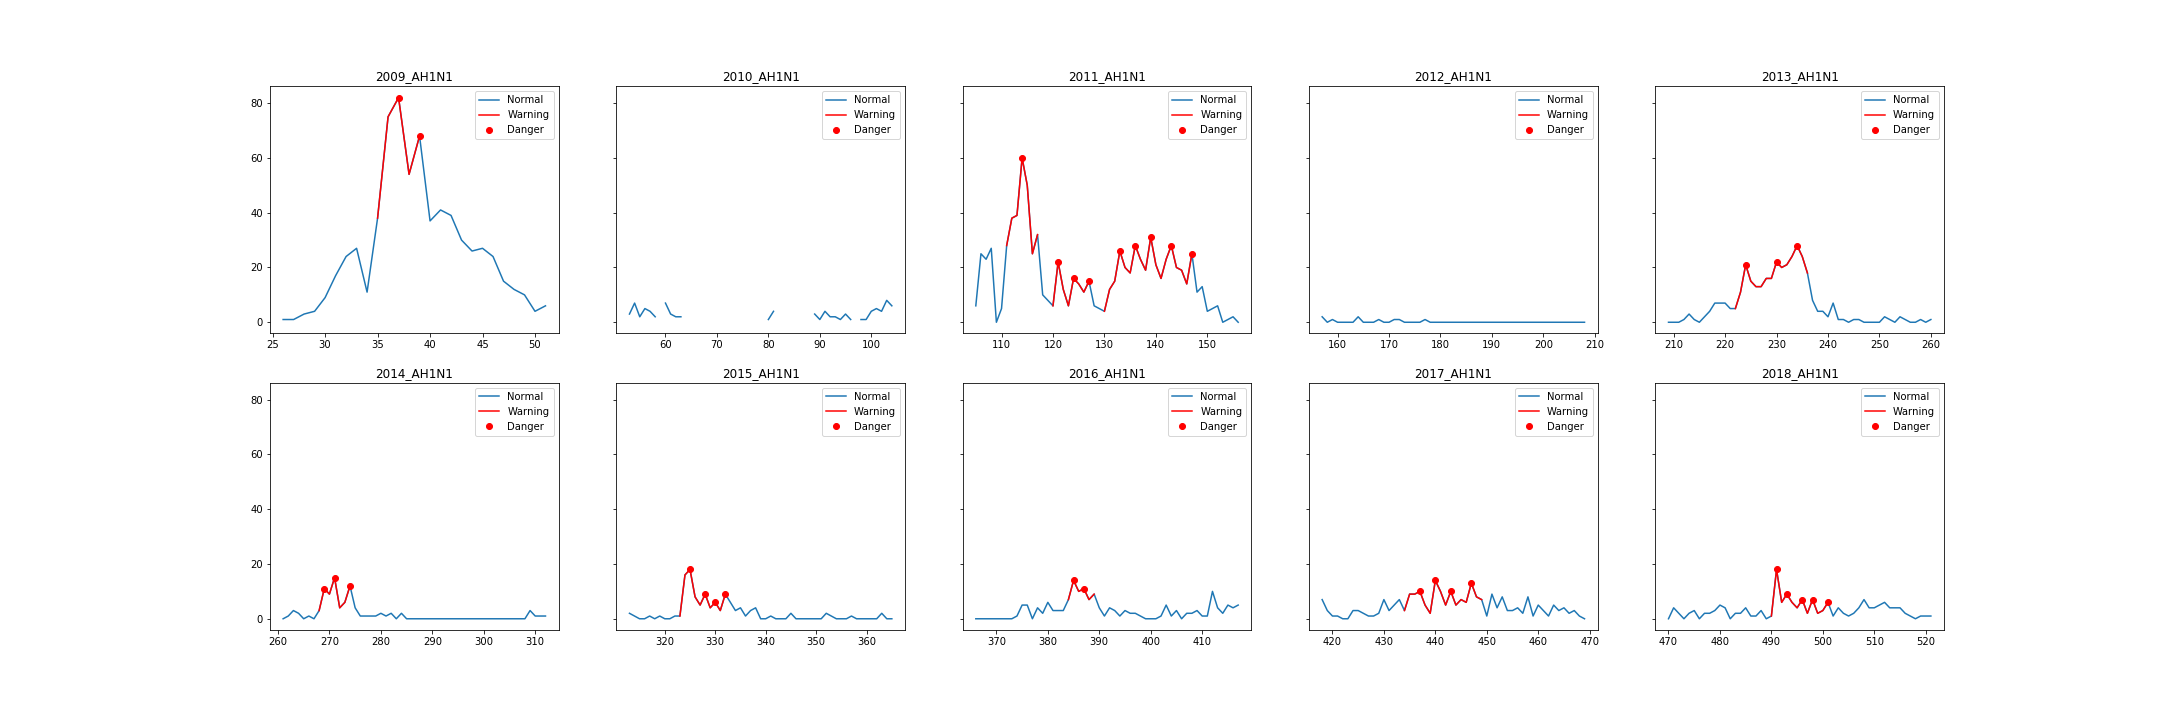 2009_AH1N1 2010_AH1N1 2011_AH1N1 2012_AH1N1 2013_AH1N1
Normal Normal Normal Normal Normal
Warning Warning Warning Warning Warning
Danger Danger Danger Danger Danger
80
60
40
20
0
25 30 35 40 45 50 60 70 80 90 100 110 120 130 140 150 160 170 180 190 200 210 210 220 230 240 250 260
2014_AH1N1 2015_AH1N1 2016_AH1N1 2017_AH1N1 2018_AH1N1
Normal Normal Normal Normal Normal
Warning Warning Warning Warning Warning
Danger Danger Danger Danger Danger
80
60
40
20
0
260 270 280 290 300 310 320 330 340 350 360 370 380 390 400 410 420 430 440 450 460 470 470 480 490 500 510 520